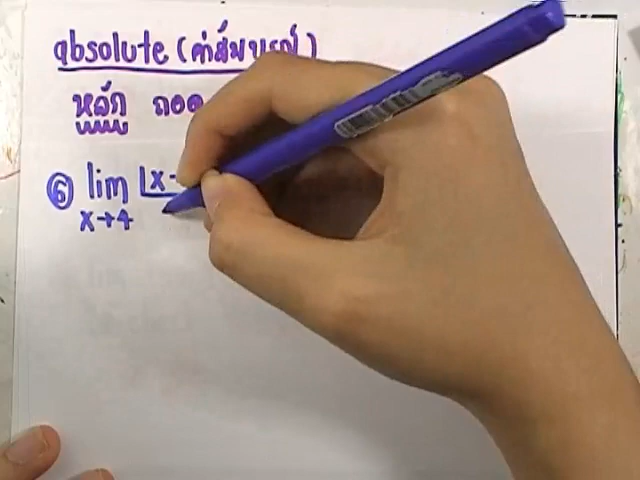 absolute (ค่าสัมบูรณ์)
หลัก ถอด
⑥ lim |x-
x→4